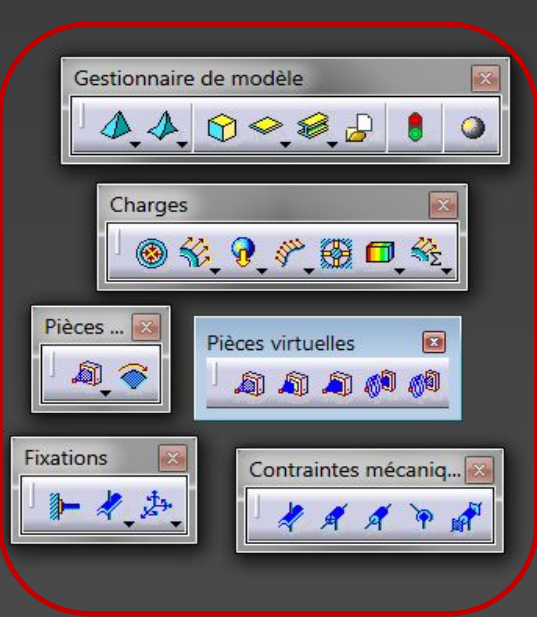 Gestionnaire de modèle
Charges
Pièces ...
Pièces virtuelles
Fixations
Contraintes mécaniq...